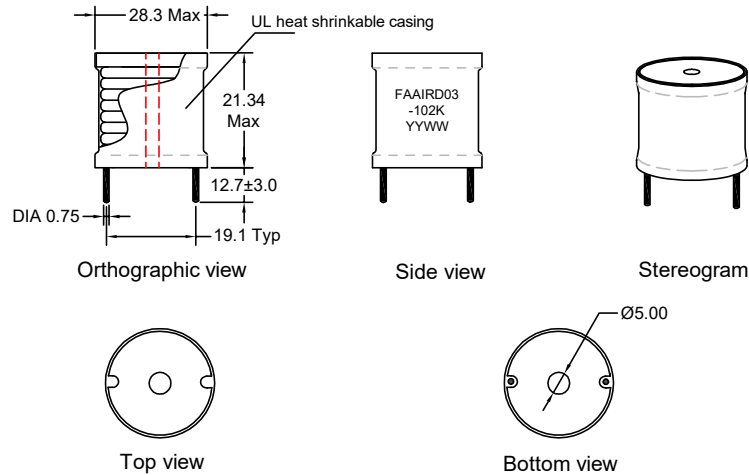 28.3 Max
UL heat shrinkable casing
21.34
Max
12.7±3.0
DIA 0.75
19.1 Typ
Orthographic view
FAAIRD03
-102K
YYWW
Side view
Stereogram
Top view
Ø5.00
Bottom view